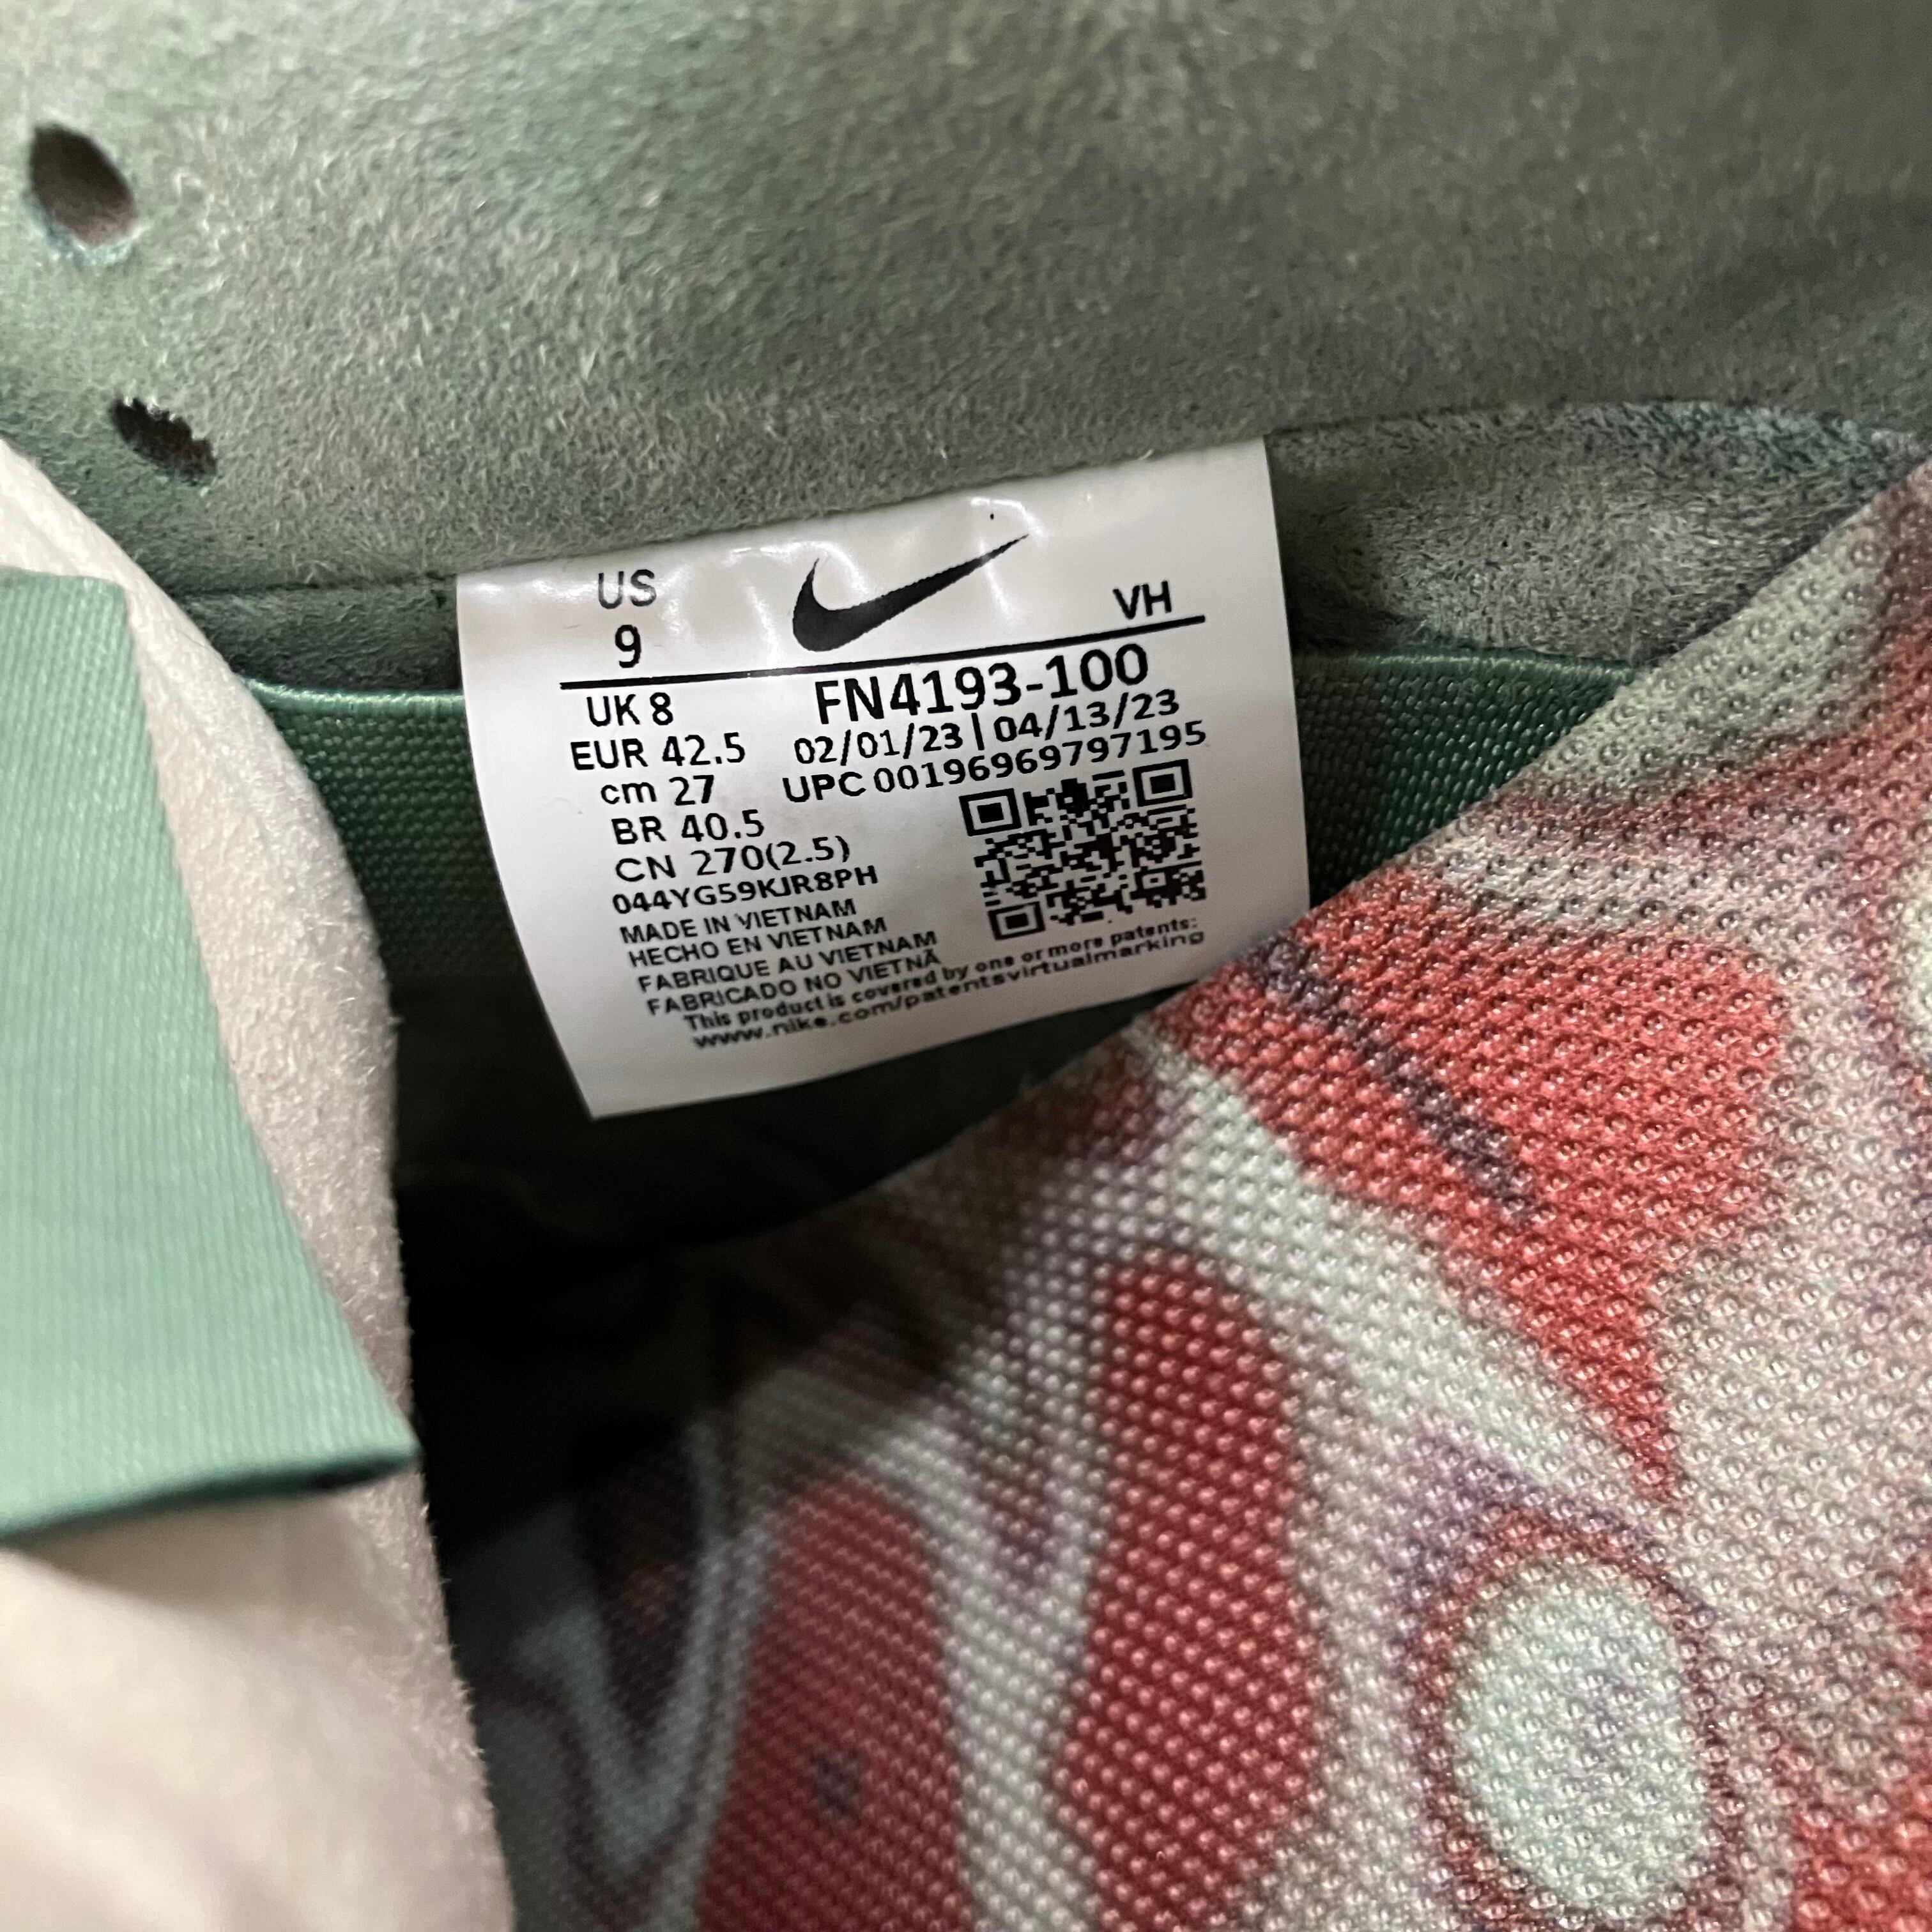 US
9
VH
UK 8
EUR 42.5
cm 27
BR 40.5
CN 270(2.5)
FN4193-100
02/01/23 | 04/13/23
UPC 00196969797195
044YG59KJR8PH
MADE IN VIETNAM
HECHO EN VIETNAM
FABRIQUE AU VIETNAM
FABRICADO NO VIETNÃ
This product is covered by one or more patents:
www.nike.com/patentsvirtualmarking